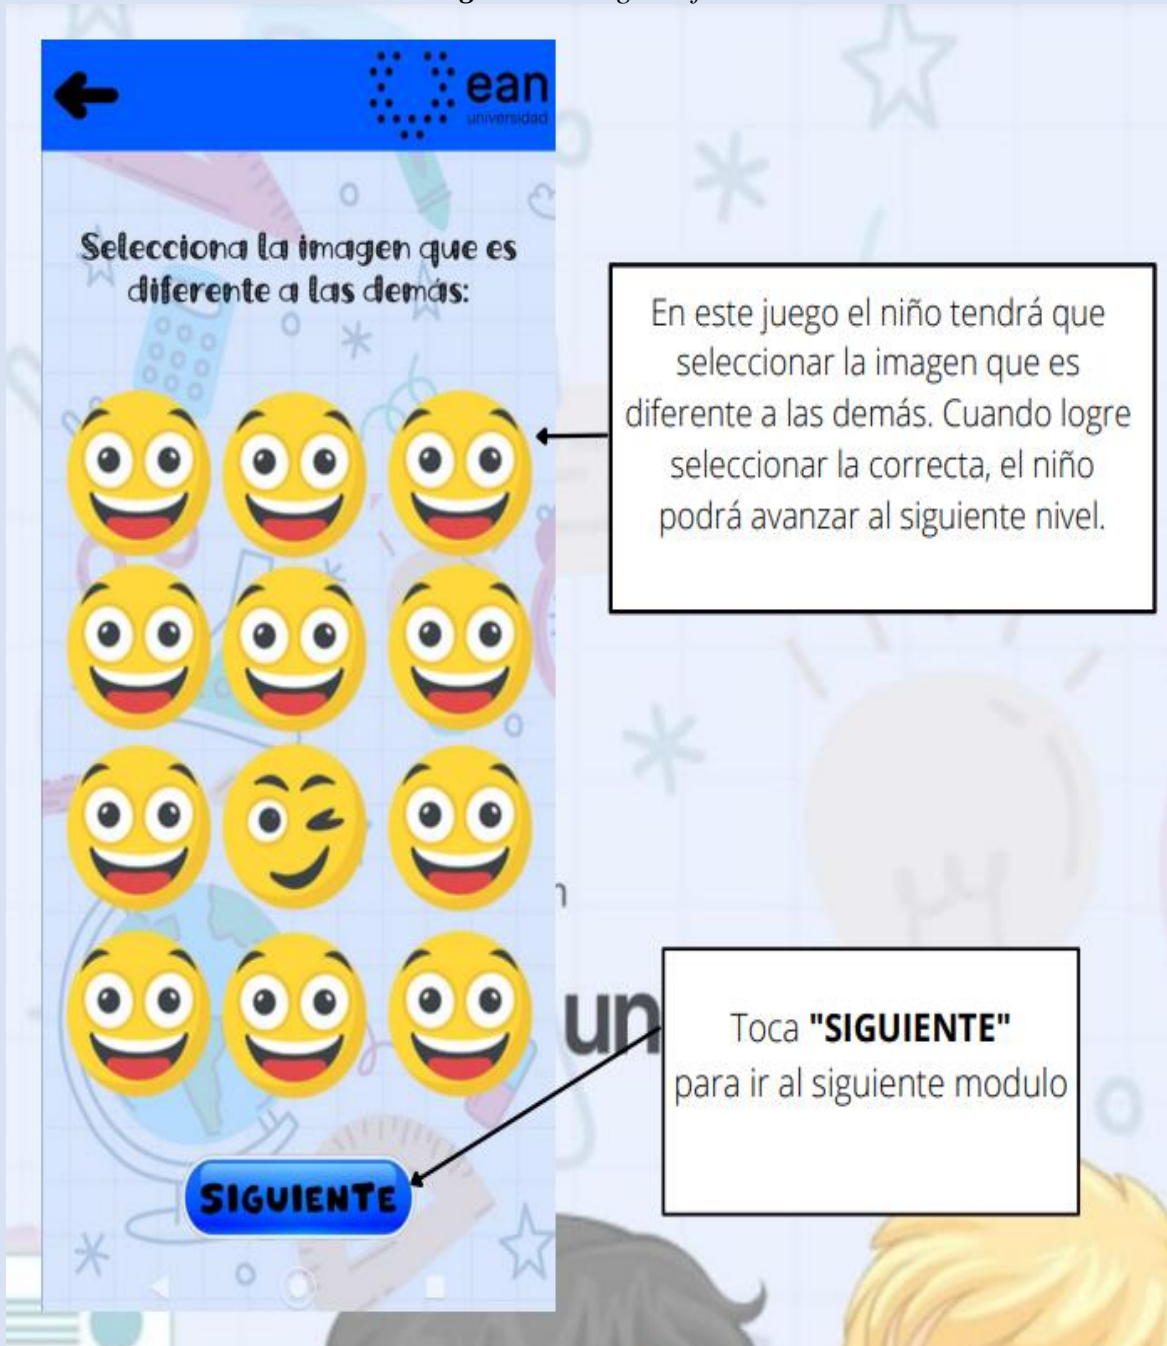 ean
universidad
Selecciona la imagen que es
diferente a las demás:
En este juego el niño tendrá que
seleccionar la imagen que es
diferente a las demás. Cuando logre
seleccionar la correcta, el niño
podrá avanzar al siguiente nivel.
un
Toca "SIGUIENTE"
para ir al siguiente modulo
SIGUIENTE